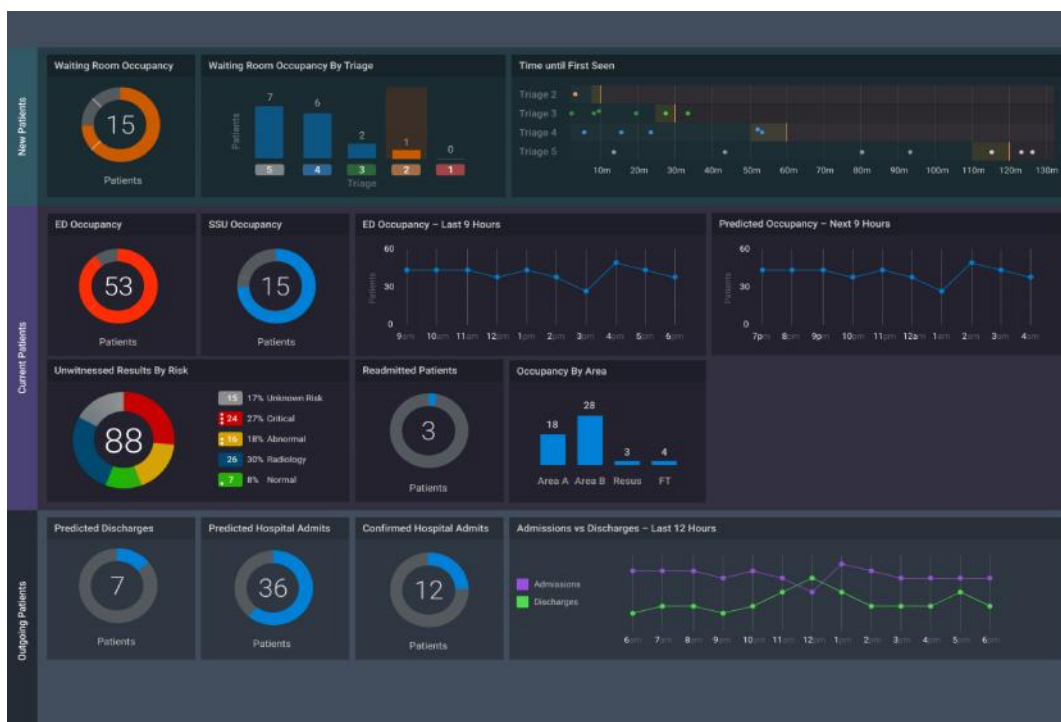 New Patients
Waiting Room Occupancy
15
Patients
Waiting Room Occupancy By Triage
Patients
7 6 2 1 0
5 4 3 2 1
Triage
Time until First Seen
Triage 2
Triage 3
Triage 4
Triage 5
10m 20m 30m 40m 50m 60m 70m 80m 90m 100m 110m 120m 130m
Current Patients
ED Occupancy
53
Patients
SSU Occupancy
15
Patients
ED Occupancy – Last 9 Hours
Patients
60
30
0
9am 10am 11am 12pm 1pm 2pm 3pm 4pm 5pm 6pm
Predicted Occupancy – Next 9 Hours
Patients
60
30
0
7pm 8pm 9pm 10pm 11pm 12am 1am 2am 3am 4am
Unwitnessed Results By Risk
88
15 17% Unknown Risk
24 27% Critical
16 18% Abnormal
26 30% Radiology
7 8% Normal
Readmitted Patients
3
Patients
Occupancy By Area
18 28 3 4
Area A Area B Resus FT
Outgoing Patients
Predicted Discharges
7
Patients
Predicted Hospital Admits
36
Patients
Confirmed Hospital Admits
12
Patients
Admissions vs Discharges – Last 12 Hours
Admissions
Discharges
6am 7am 8am 9am 10am 11am 12pm 1pm 2pm 3pm 4pm 5pm 6pm